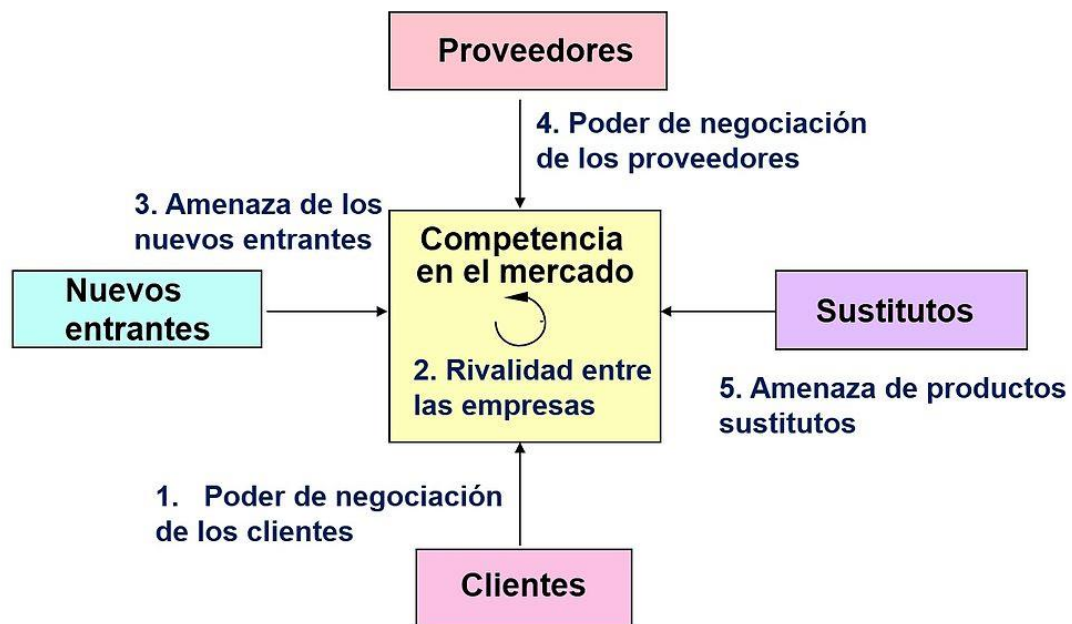 Proveedores
4. Poder de negociación
de los proveedores
3. Amenaza de los
nuevos entrantes
Competencia
en el mercado
Nuevos
entrantes
Sustitutos
2. Rivalidad entre
las empresas
5. Amenaza de productos
sustitutos
1. Poder de negociación
de los clientes
Clientes